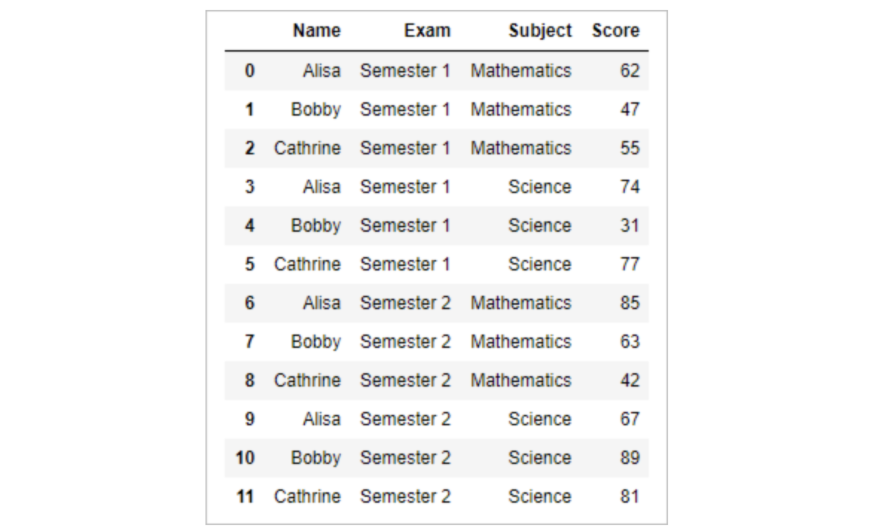 Name Exam Subject Score
0 Alisa Semester 1 Mathematics 62
1 Bobby Semester 1 Mathematics 47
2 Cathrine Semester 1 Mathematics 55
3 Alisa Semester 1 Science 74
4 Bobby Semester 1 Science 31
5 Cathrine Semester 1 Science 77
6 Alisa Semester 2 Mathematics 85
7 Bobby Semester 2 Mathematics 63
8 Cathrine Semester 2 Mathematics 42
9 Alisa Semester 2 Science 67
10 Bobby Semester 2 Science 89
11 Cathrine Semester 2 Science 81